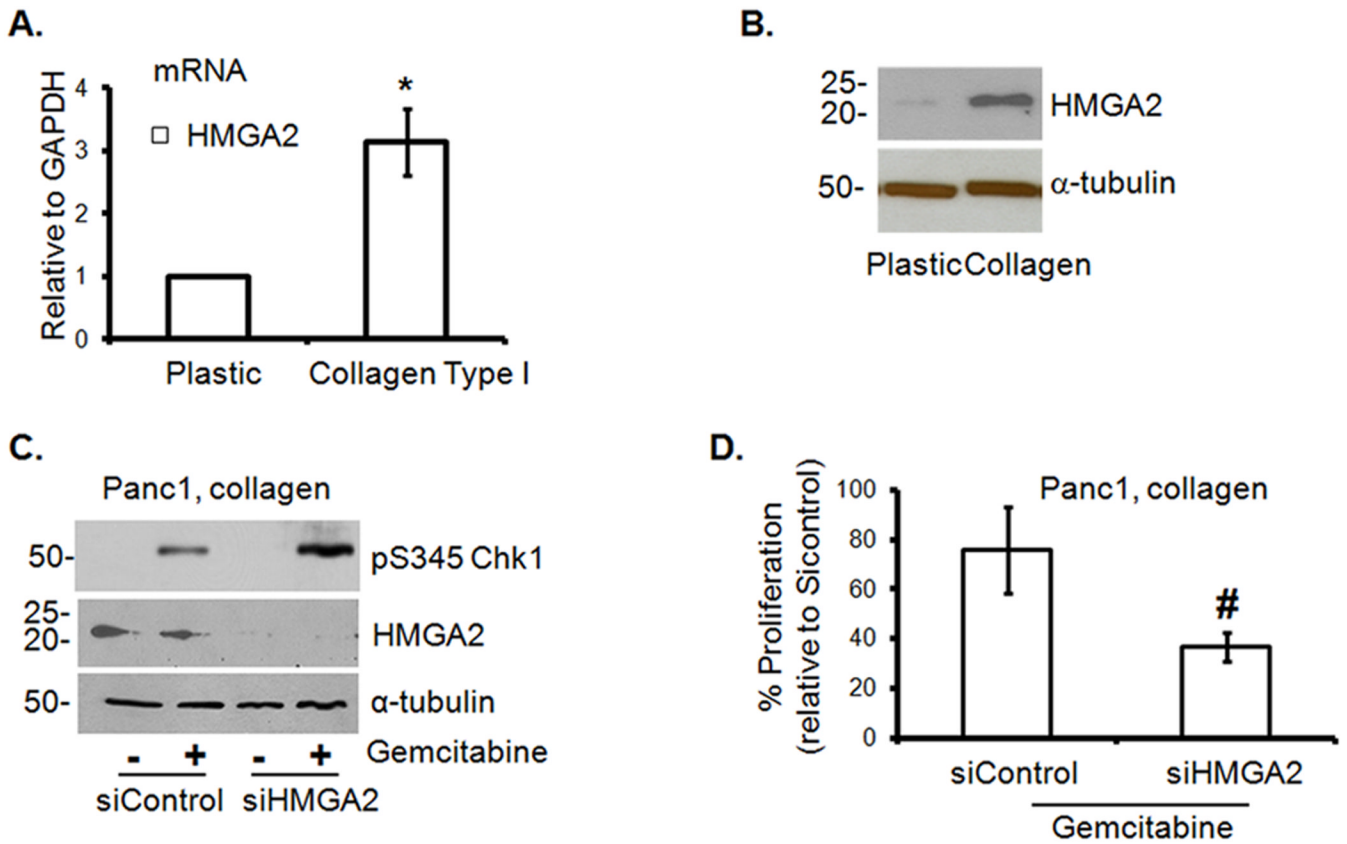 A.
mRNA
HMGA2
Relative to GAPDH
4
3
2
1
0
*
Plastic
Collagen Type I
B.
25-
20-
HMGA2
50-
α-tubulin
Plastic Collagen
C.
Panc1, collagen
50-
pS345 Chk1
25-
20-
HMGA2
50-
α-tubulin
- + - + Gemcitabine
siControl siHMGA2
D.
Panc1, collagen
% Proliferation
(relative to Sicontrol)
100
80
60
40
20
0
#
siControl
siHMGA2
Gemcitabine